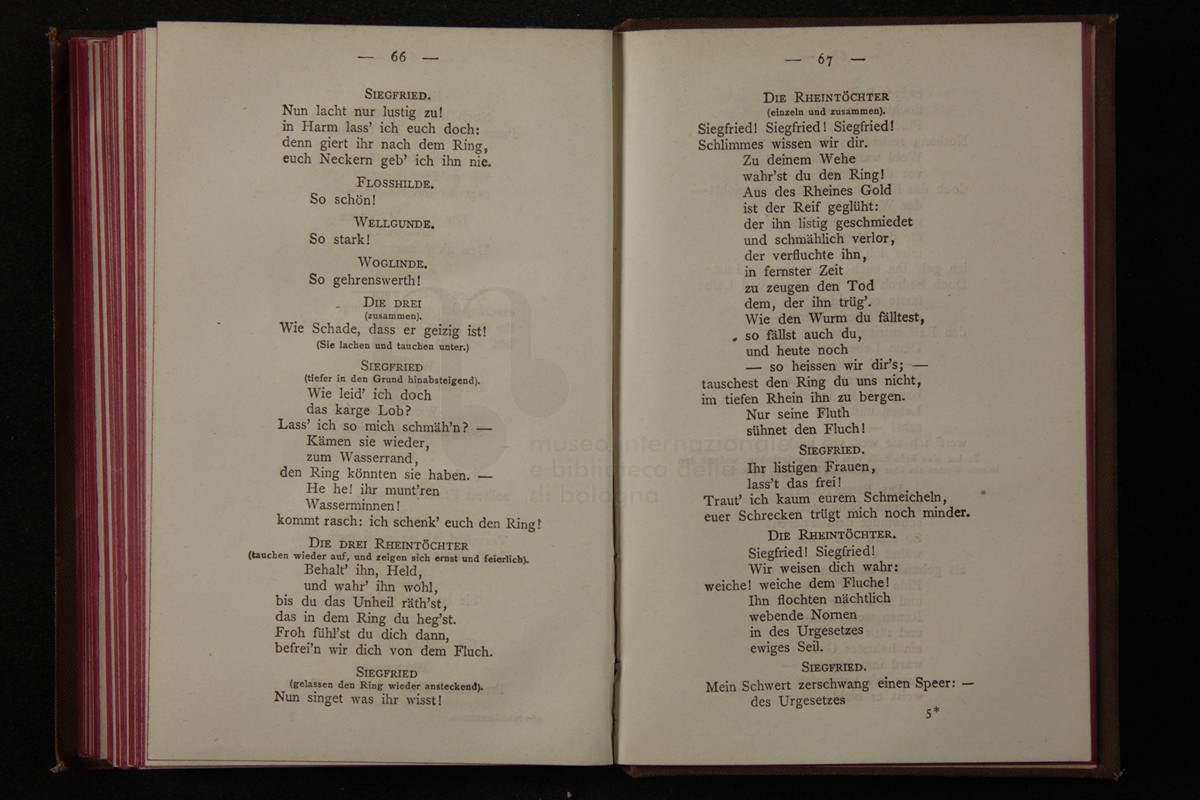 — 66 —
SIEGFRIED.
Nun lacht nur lustig zu!
in Harm lass' ich euch doch:
denn giert ihr nach dem Ring,
euch Neckern geb' ich ihn nie.
FLOSSHILDE.
So schön!
WELLGUNDE.
So stark!
WOGLINDE.
So gehrenswerth!
DIE DREI
(zusammen).
Wie Schade, dass er geizig ist!
(Sie lachen und tauchen unter.)
SIEGFRIED
(tiefer in den Grund hinabsteigend).
Wie leid' ich doch
das karge Lob?
Lass' ich so mich schmäh'n? —
Kämen sie wieder,
zum Wasserrand,
den Ring könnten sie haben. —
He he! ihr munt'ren
Wasserminnen!
kommt rasch: ich schenk' euch den Ring!
DIE DREI RHEINTÖCHTER
(tauchen wieder auf, und zeigen sich ernst und feierlich).
Behalt' ihn, Held,
und wahr' ihn wohl,
bis du das Unheil räth'st,
das in dem Ring du heg'st.
Froh fühl'st du dich dann,
befrei'n wir dich von dem Fluch.
SIEGFRIED
(gelassen den Ring wieder ansteckend).
Nun singet was ihr wisst!
— 67 —
DIE RHEINTÖCHTER
(einzeln und zusammen).
Siegfried! Siegfried! Siegfried!
Schlimmes wissen wir dir.
Zu deinem Wehe
wahr'st du den Ring!
Aus des Rheines Gold
ist der Reif geglüht:
der ihn listig geschmiedet
und schmählich verlor,
der verfluchte ihn,
in fernster Zeit
zu zeugen den Tod
dem, der ihn trüg'.
Wie den Wurm du fälltest,
so fällst auch du,
und heute noch
— so heissen wir dir's; —
tauschest den Ring du uns nicht,
im tiefen Rhein ihn zu bergen.
Nur seine Fluth
sühnet den Fluch!
SIEGFRIED.
Ihr listigen Frauen,
lass't das frei!
Traut' ich kaum eurem Schmeicheln,
euer Schrecken trügt mich noch minder.
DIE RHEINTÖCHTER.
Siegfried! Siegfried!
Wir weisen dich wahr:
weiche! weiche dem Fluche!
Ihn flochten nächtlich
webende Nornen
in des Urgesetzes
ewiges Seil.
SIEGFRIED.
Mein Schwert zerschwang einen Speer: —
des Urgesetzes
5*
museo internazionale
e biblioteca della
di bologna